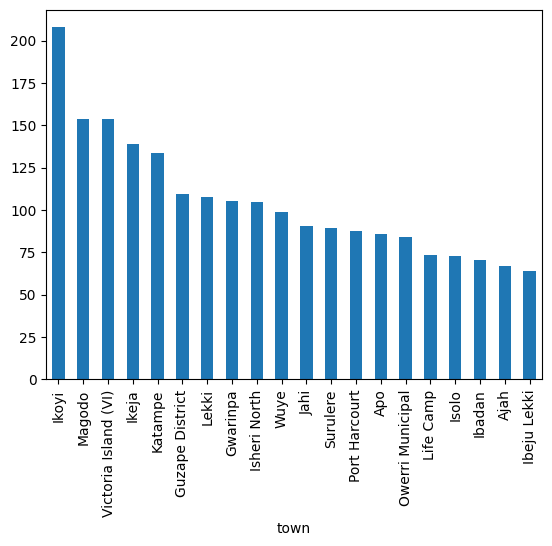 200
175
150
125
100
75
50
25
0
Ikoyi
Magodo
Victoria Island (VI)
Ikeja
Katampe
Guzape District
Lekki
Gwarinpa
Isheri North
Wuye
Jahi
Surulere
Port Harcourt
Apo
Owerri Municipal
Life Camp
Isolo
Ibadan
Ajah
Ibeju Lekki
town